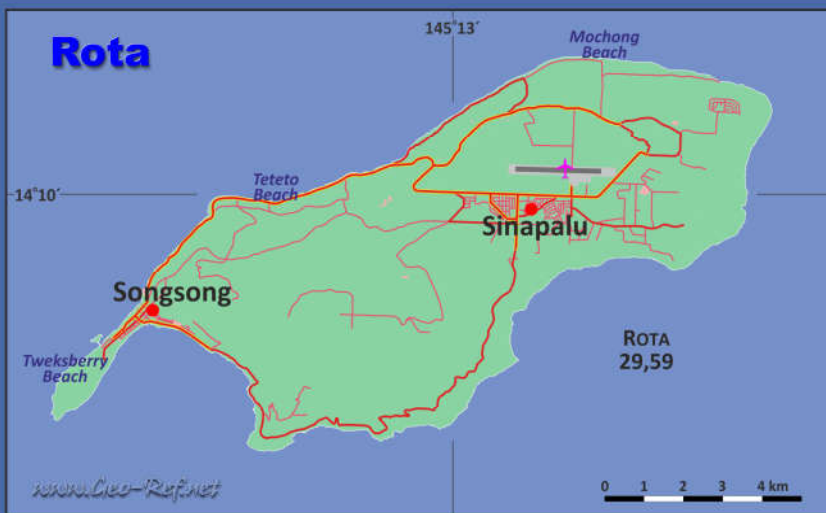 Rota
145°13'
Mochong
Beach
14°10'
Teteto
Beach
Sinapalu
Songsong
ROTA
29,59
Tweksberry
Beach
www.Geo-Ref.net
0 1 2 3 4 km